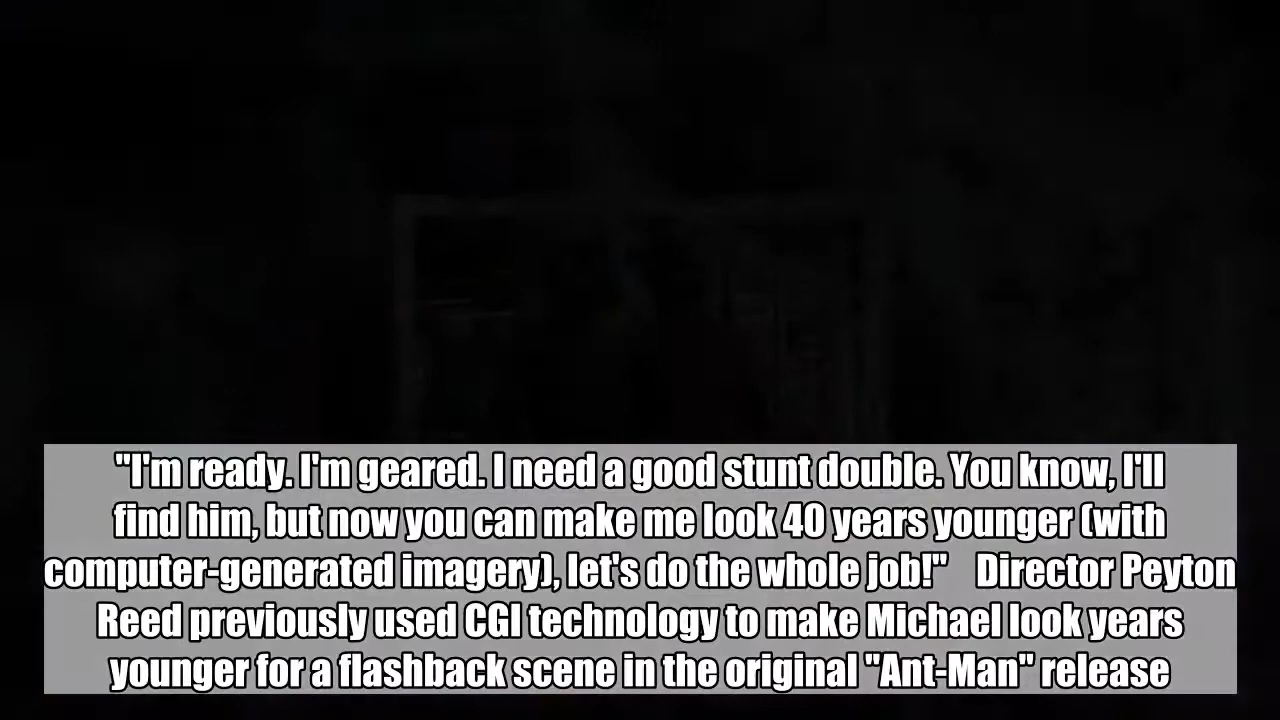 "I'm ready. I'm geared. I need a good stunt double. You know, I'll
find him, but now you can make me look 40 years younger (with
computer-generated imagery), let's do the whole job!"    Director Peyton
Reed previously used CGI technology to make Michael look years
younger for a flashback scene in the original "Ant-Man" release